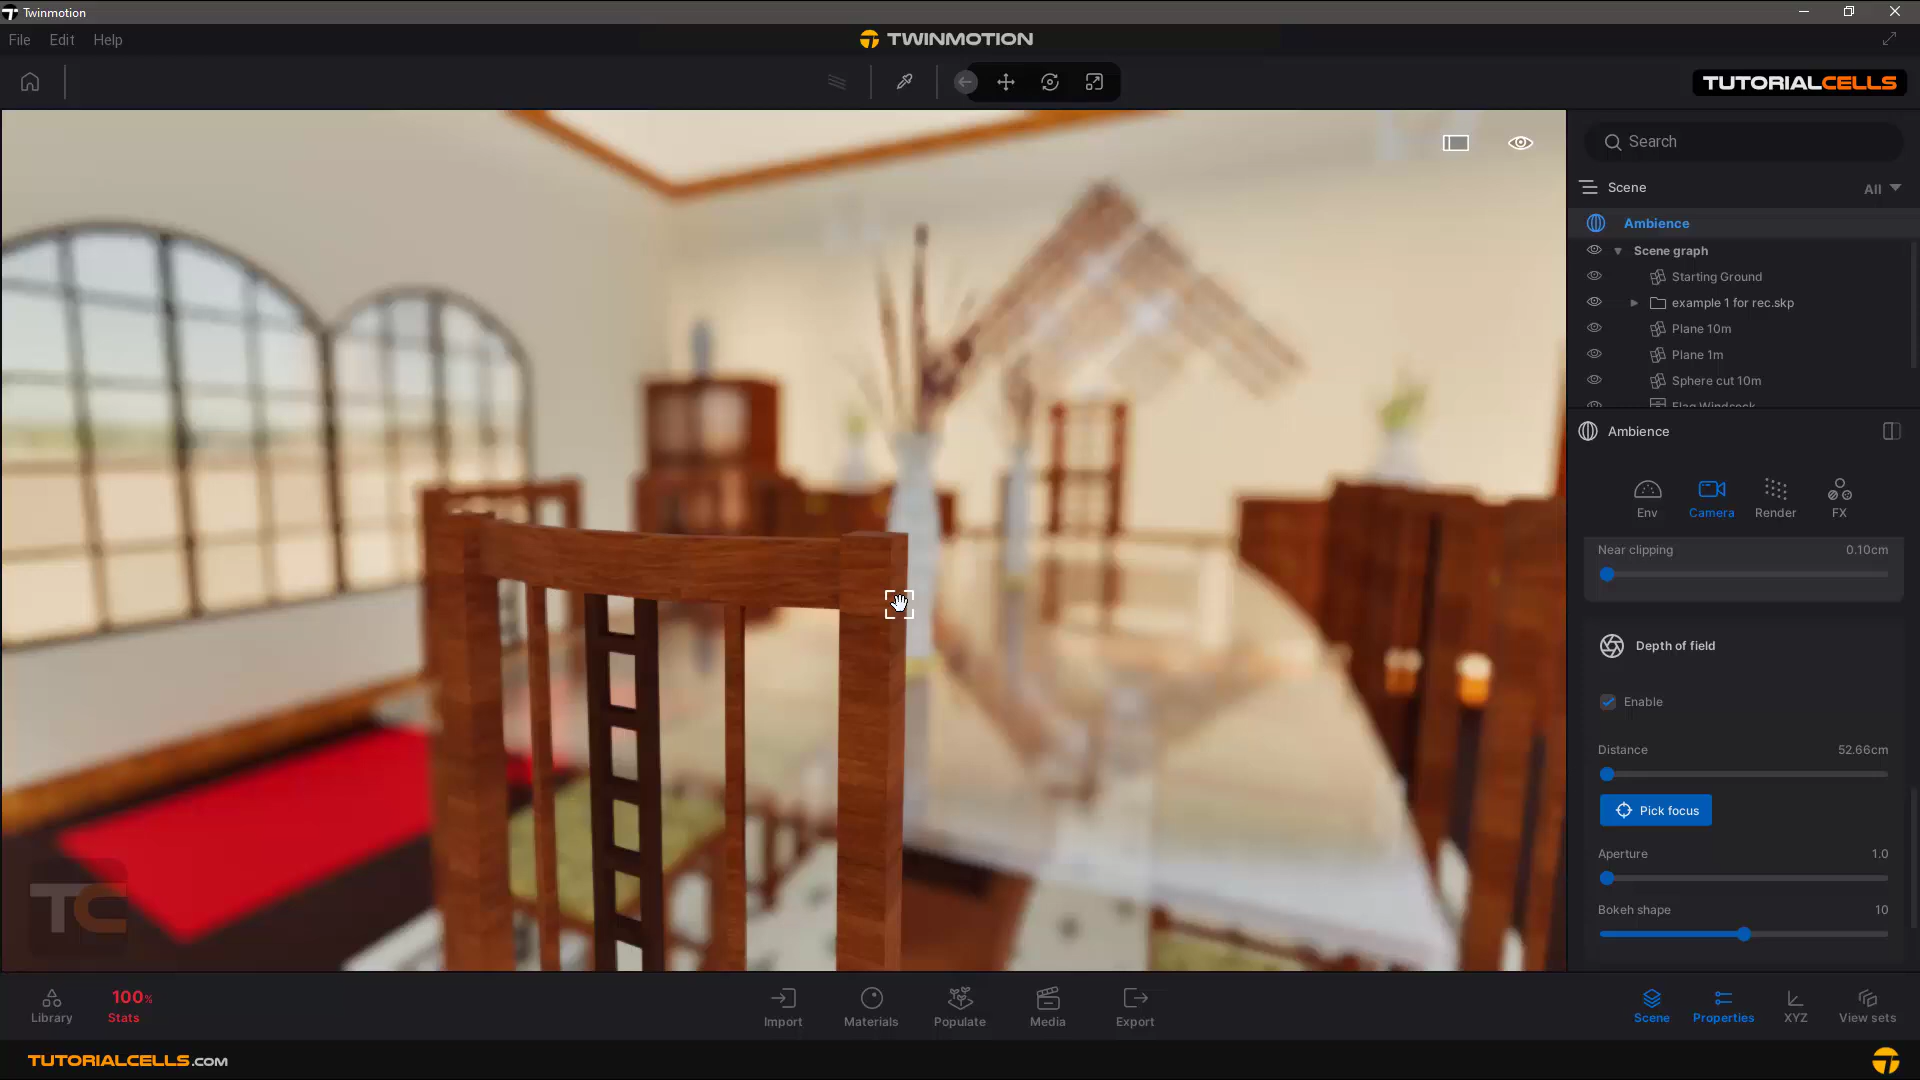 Twinmotion
File Edit Help
TWINMOTION
TUTORIALCELLS
Search
Scene All
Ambience
Scene graph
Starting Ground
example 1 for rec.skp
Plane 10m
Plane 1m
Sphere cut 10m
Flag Windsock
Ambience
Env Camera Render FX
Near clipping 0.10cm
Depth of field
Enable
Distance 52.66cm
Pick focus
Aperture 1.0
Bokeh shape 10
TC
Library
100%
Stats
Import Materials Populate Media Export
Scene Properties XYZ View sets
TUTORIALCELLS.COM